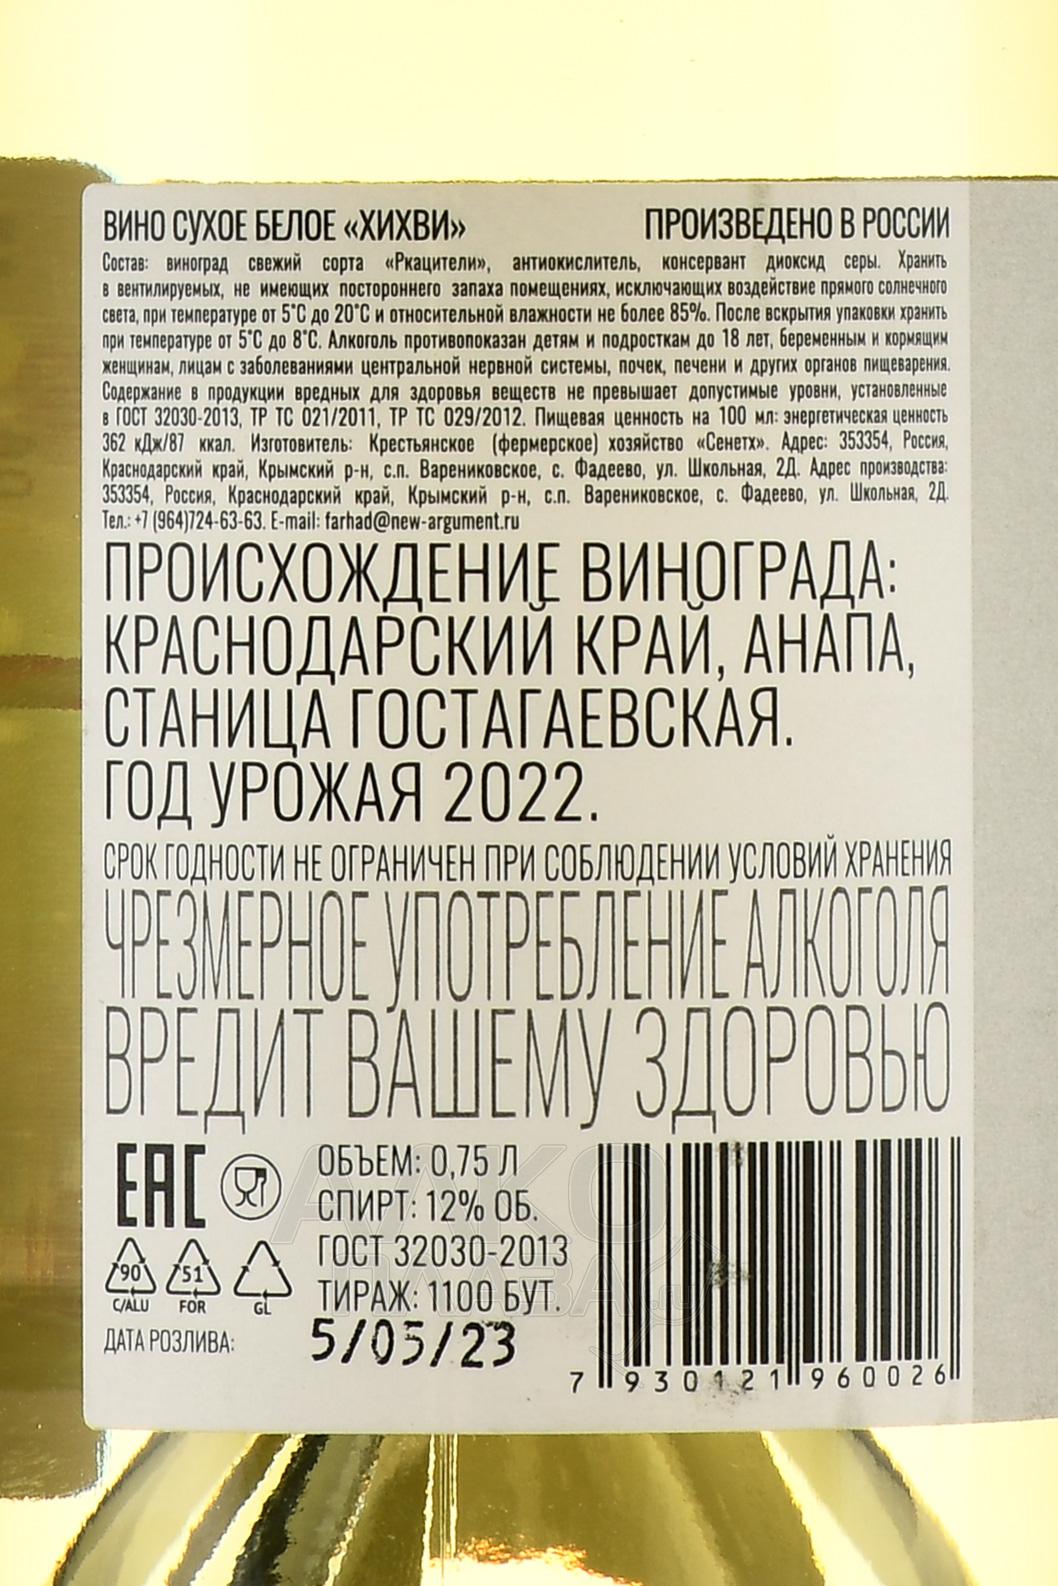 ВИНО СУХОЕ БЕЛОЕ «ХИХВИ» ПРОИЗВЕДЕНО В РОССИИ
Состав: виноград свежий сорта «Ркацители», антиокислитель, консервант диоксид серы. Хранить
в вентилируемых, не имеющих постороннего запаха помещениях, исключающих воздействие прямого солнечного
света, при температуре от 5°С до 20°С и относительной влажности не более 85%. После вскрытия упаковки хранить
при температуре от 5°С до 8°С. Алкоголь противопоказан детям и подросткам до 18 лет, беременным и кормящим
женщинам, лицам с заболеваниями центральной нервной системы, почек, печени и других органов пищеварения.
Содержание в продукции вредных для здоровья веществ не превышает допустимые уровни, установленные
в ГОСТ 32030-2013, ТР ТС 021/2011, ТР ТС 029/2012. Пищевая ценность на 100 мл: энергетическая ценность
362 кДж/87 ккал. Изготовитель: Крестьянское (фермерское) хозяйство «Сенетх». Адрес: 353354, Россия,
Краснодарский край, Крымский р-н, с.п. Варениковское, с. Фадеево, ул. Школьная, 2Д. Адрес производства:
353354, Россия, Краснодарский край, Крымский р-н, с.п. Варениковское, с. Фадеево, ул. Школьная, 2Д.
Тел.: +7 (964)724-63-63. E-mail: farhad@new-argument.ru
ПРОИСХОЖДЕНИЕ ВИНОГРАДА:
КРАСНОДАРСКИЙ КРАЙ, АНАПА,
СТАНИЦА ГОСТАГАЕВСКАЯ.
ГОД УРОЖАЯ 2022.
СРОК ГОДНОСТИ НЕ ОГРАНИЧЕН ПРИ СОБЛЮДЕНИИ УСЛОВИЙ ХРАНЕНИЯ
ЧРЕЗМЕРНОЕ УПОТРЕБЛЕНИЕ АЛКОГОЛЯ
ВРЕДИТ ВАШЕМУ ЗДОРОВЬЮ
EAC
ОБЪЕМ: 0,75 Л
СПИРТ: 12% ОБ.
ГОСТ 32030-2013
ТИРАЖ: 1100 БУТ.
90 51
C/ALU FOR GL
ДАТА РОЗЛИВА: 5/05/23
7 930121 960026
АЛКО
ПЛАЗА.ru